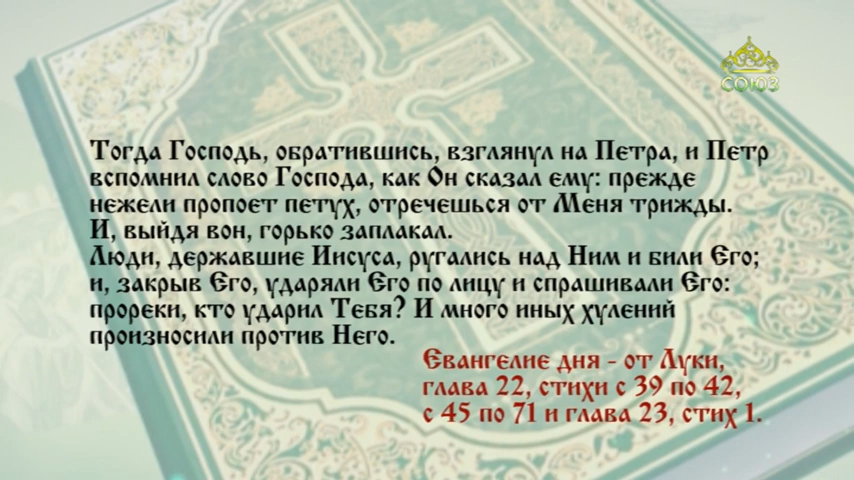 СОЮЗ
Тогда Господь, обратившись, взглянул на Петра, и Петр
вспомнил слово Господа, как Он сказал ему: прежде
нежели пропоет петух, отречешься от Меня трижды.
И, выйдя вон, горько заплакал.
Люди, державшие Иисуса, ругались над Ним и били Его;
и, закрыв Его, ударяли Его по лицу и спрашивали Его:
прореки, кто ударил Тебя? И много иных хулений
произносили против Него.
Евангелие дня - от Луки,
глава 22, стихи с 39 по 42,
с 45 по 71 и глава 23, стих 1.